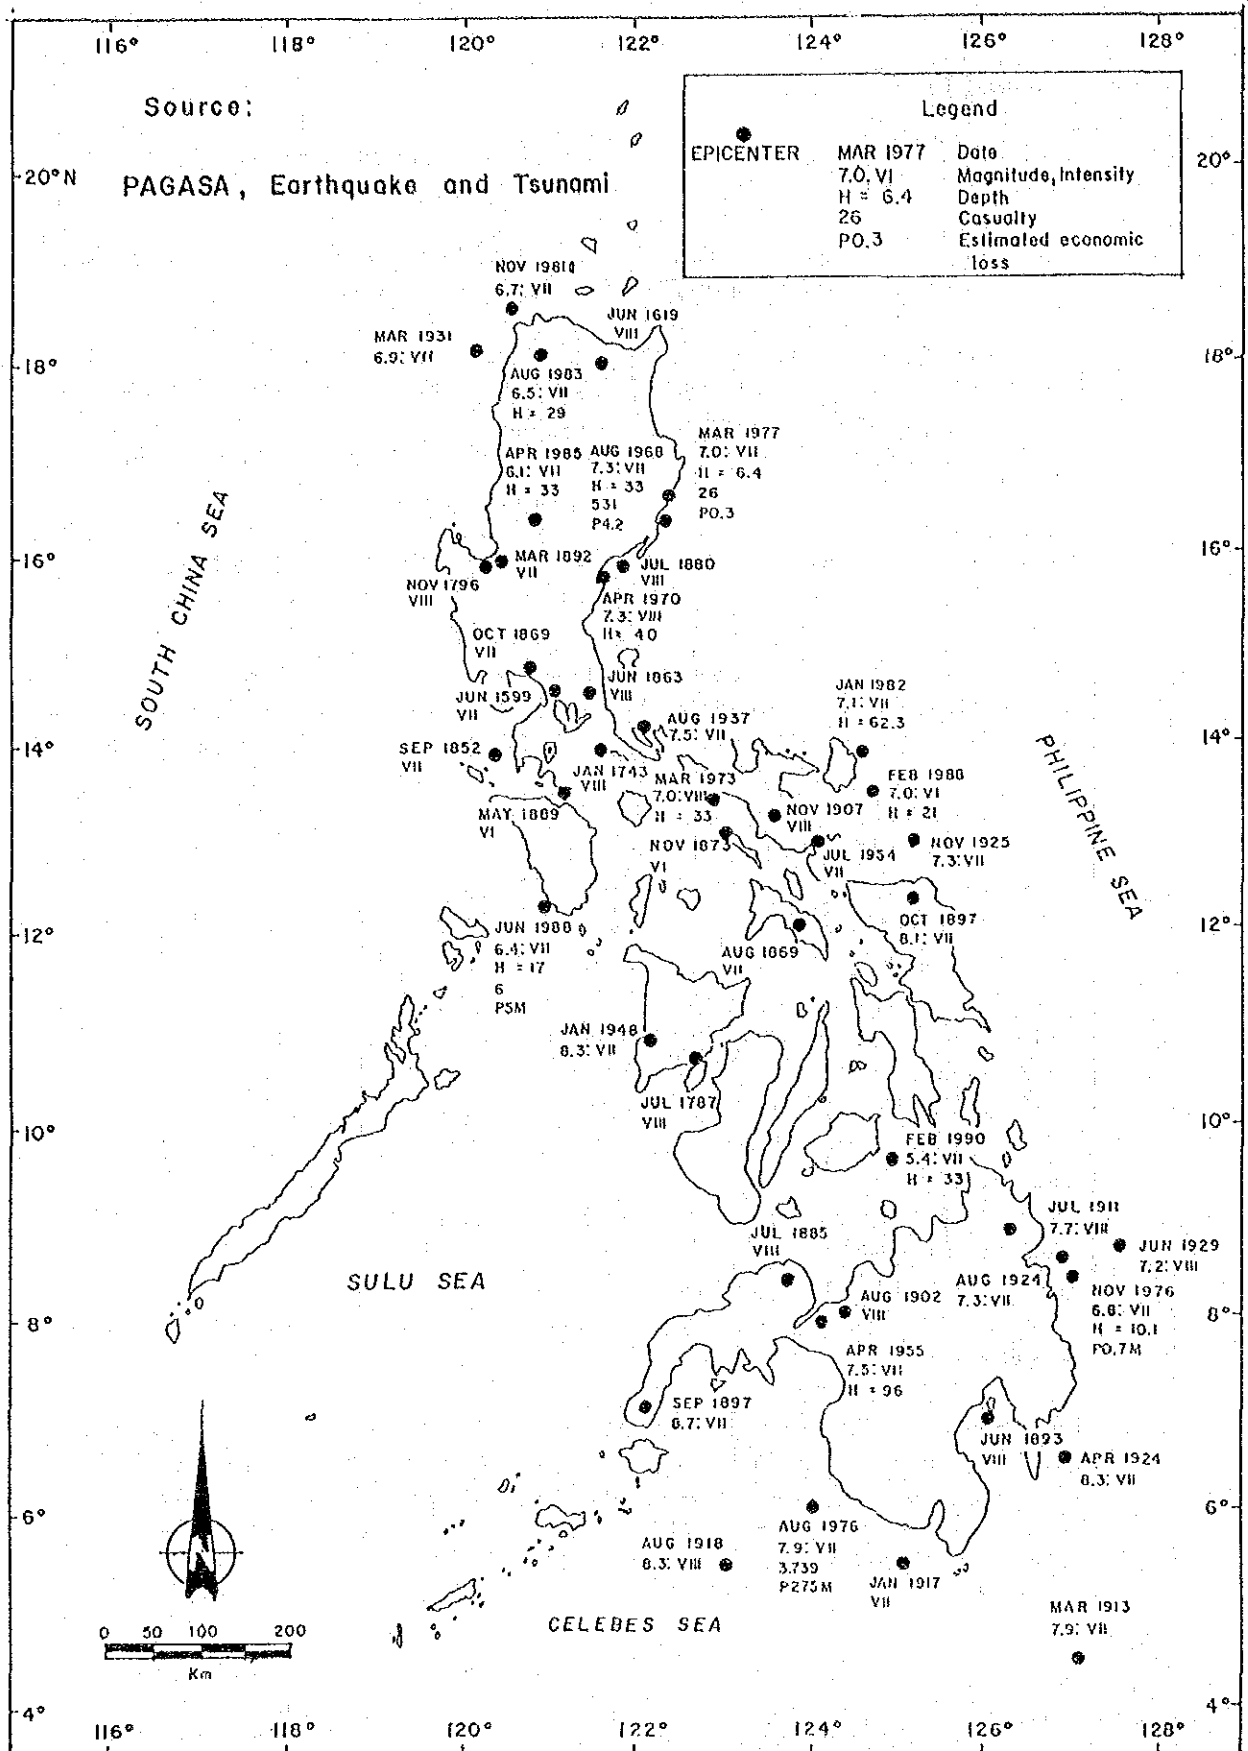 116°
118°
120°
122°
124°
126°
128°
Source:
PAGASA, Earthquake and Tsunami
Legend
EPICENTER
MAR 1977 Date
7.0, VI Magnitude, Intensity
H = 6.4 Depth
26 Casualty
P0.3 Estimated economic
loss
20°N
20°
18°
18°
16°
16°
14°
14°
12°
12°
10°
10°
8°
8°
6°
6°
4°
4°
NOV 1981
6.7: VII
MAR 1931
6.9: VII
JUN 1619
VIII
AUG 1983
6.5: VII
H = 29
APR 1985
6.1: VII
H = 33
AUG 1968
7.3: VII
H = 33
531
P4.2
MAR 1977
7.0: VII
H = 6.4
26
P0.3
MAR 1892
VII
NOV 1796
VIII
JUL 1880
VIII
APR 1970
7.3: VIII
H= 40
OCT 1869
VII
JUN 1599
VII
JUN 1863
VIII
AUG 1937
7.5: VII
SEP 1852
VII
JAN 1743
VIII
MAY 1889
VI
MAR 1973
7.0: VIII
H = 33
NOV 1873
VI
NOV 1907
VIII
JUL 1954
VII
JAN 1982
7.1: VII
H = 62.3
FEB 1988
7.0: VI
H = 21
NOV 1925
7.3: VII
OCT 1897
8.1: VII
JUN 1988
6.4: VII
H = 17
6
P5M
AUG 1869
VII
JAN 1948
8.3: VII
JUL 1787
VIII
FEB 1990
5.4: VII
H = 33
JUL 1885
VIII
JUL 1911
7.7: VIII
JUN 1929
7.2: VIII
AUG 1924
7.3: VII
NOV 1976
6.8: VII
H = 10.1
P0.7M
AUG 1902
VIII
APR 1955
7.5: VII
H = 96
SEP 1897
8.7: VII
JUN 1893
VIII
APR 1924
8.3: VII
AUG 1976
7.9: VII
3.739
P275M
AUG 1918
8.3: VIII
JAN 1917
VII
MAR 1913
7.9: VII
SOUTH CHINA SEA
PHILIPPINE SEA
SULU SEA
CELEBES SEA
0 50 100 200
Km
116°
118°
120°
122°
124°
126°
128°